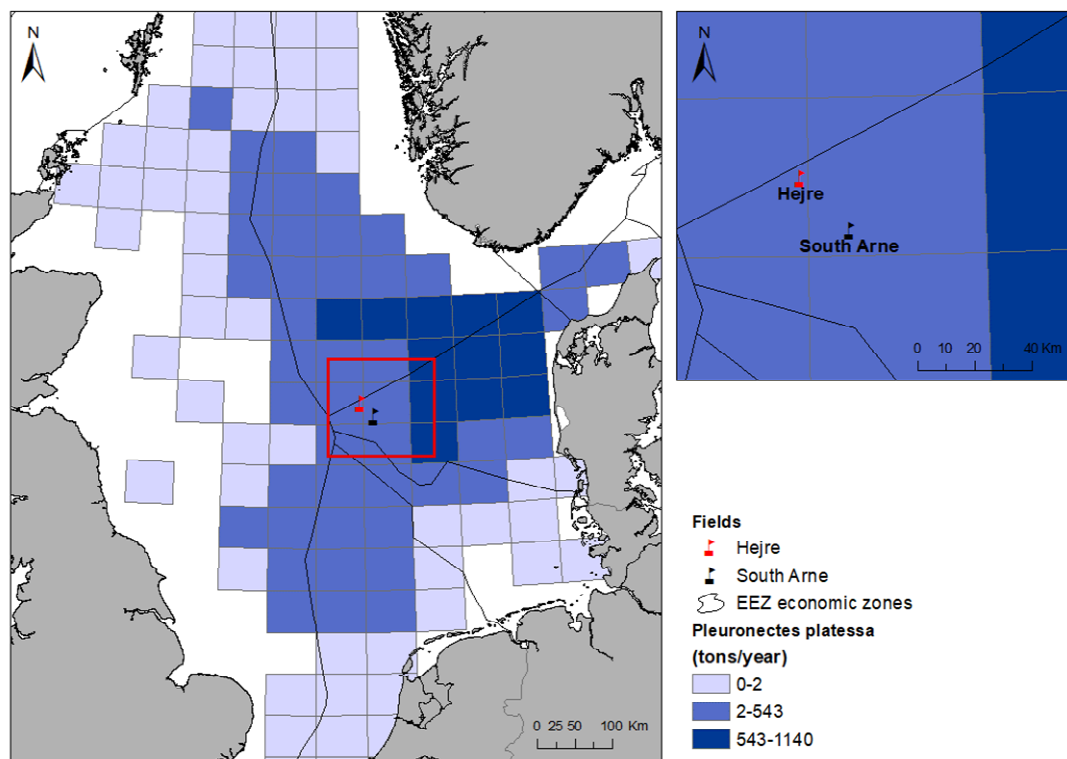 N
0 25 50 100 Km
N
Hejre
South Arne
0 10 20 40 Km
Fields
Hejre
South Arne
EEZ economic zones
Pleuronectes platessa
(tons/year)
0-2
2-543
543-1140